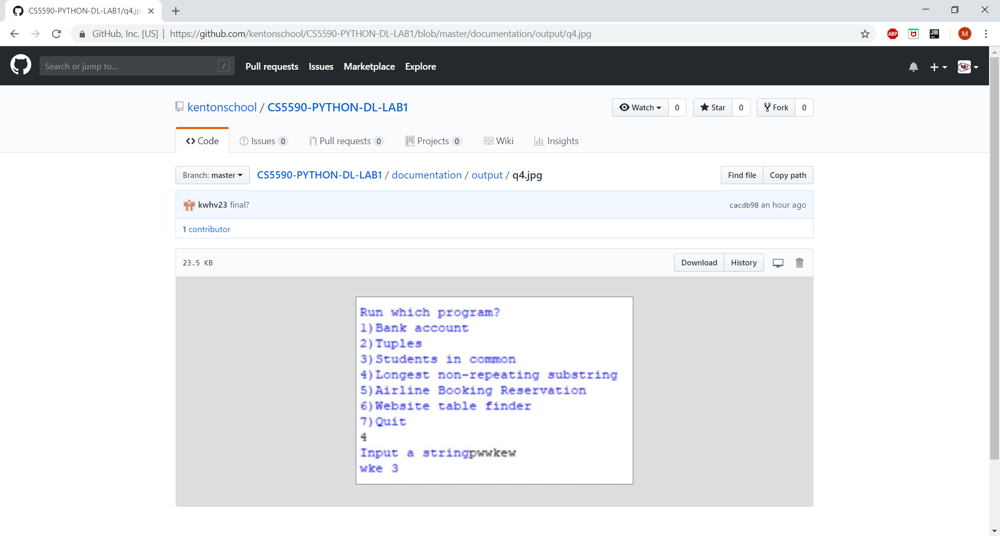 CS5590-PYTHON-DL-LAB1/q4.jp
GitHub, Inc. [US] | https://github.com/kentonschool/CS5590-PYTHON-DL-LAB1/blob/master/documentation/output/q4.jpg
ABP
JB
M
Search or jump to... /
Pull requests Issues Marketplace Explore
kentonschool / CS5590-PYTHON-DL-LAB1
Watch 0 Star 0 Fork 0
Code Issues 0 Pull requests 0 Projects 0 Wiki Insights
Branch: master CS5590-PYTHON-DL-LAB1 / documentation / output / q4.jpg Find file Copy path
kwhv23 final? cacdb98 an hour ago
1 contributor
23.5 KB Download History
Run which program?
1)Bank account
2)Tuples
3)Students in common
4)Longest non-repeating substring
5)Airline Booking Reservation
6)Website table finder
7)Quit
4
Input a stringpwwkew
wke 3